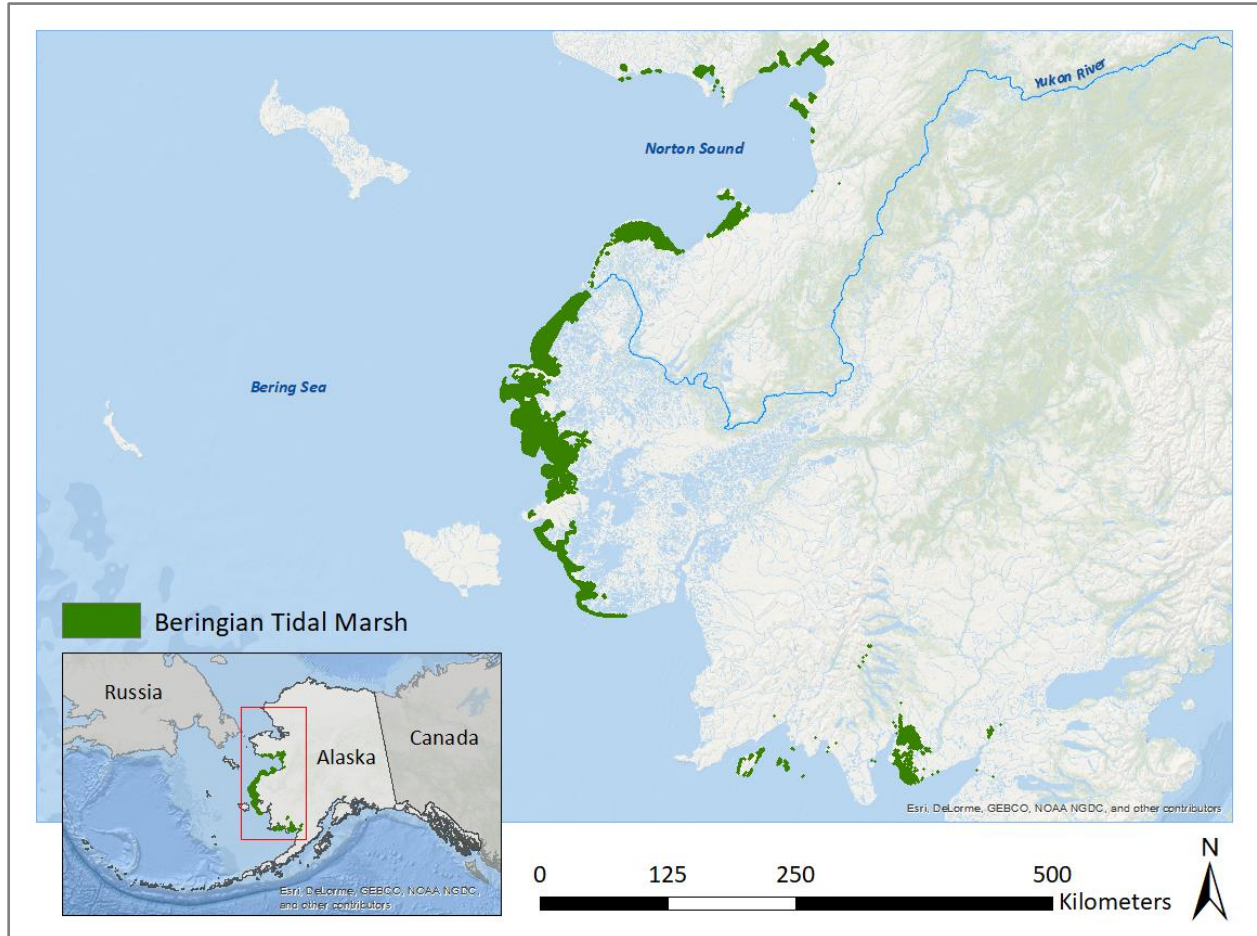 Yukon River
Norton Sound
Bering Sea
Beringian Tidal Marsh
Russia
Alaska
Canada
Esri, DeLorme, GEBCO, NOAA NGDC,
and other contributors
Esri, DeLorme, GEBCO, NOAA NGDC, and other contributors
0 125 250 500
Kilometers
N